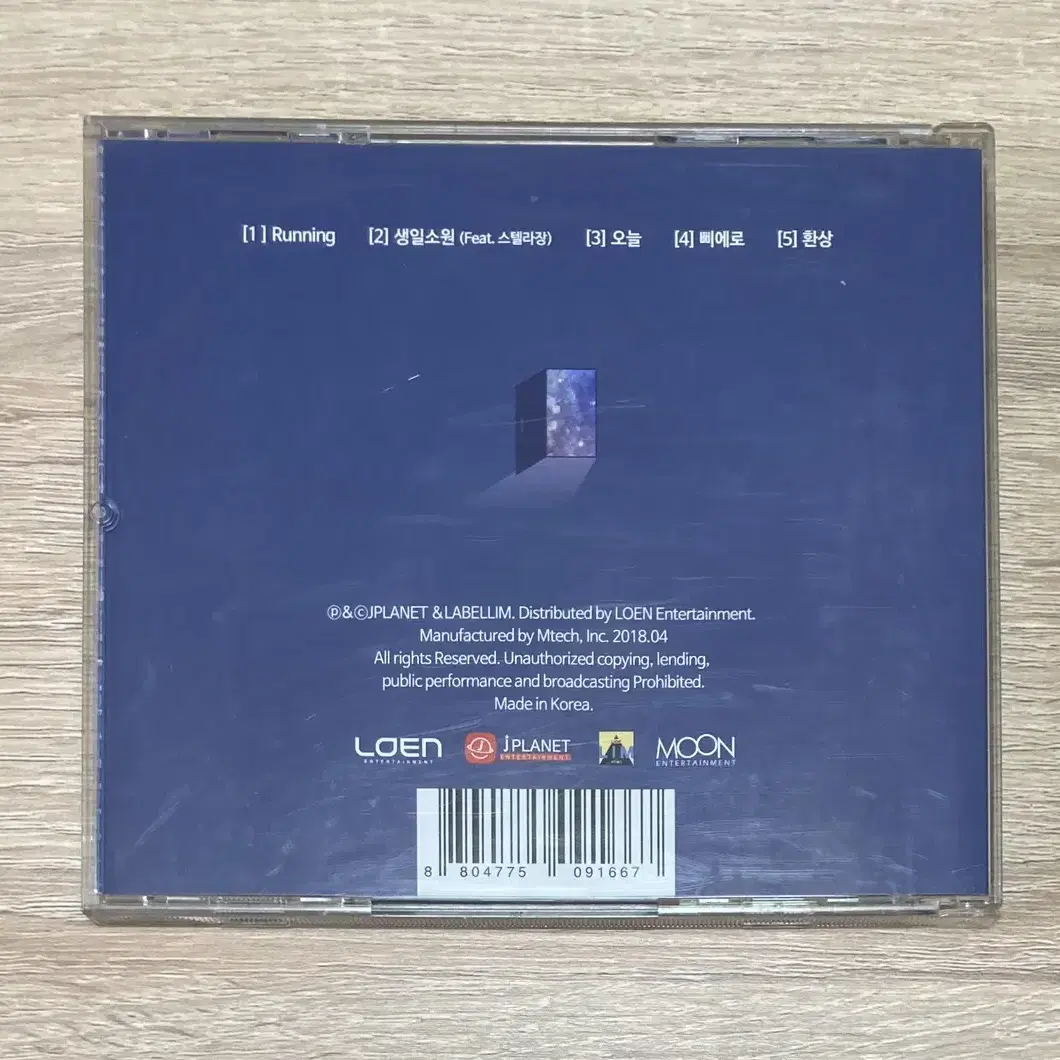 [1 ] Running [2] 생일소원 (Feat. 스텔라장) [3] 오늘 [4] 삐에로 [5] 환상
Ⓟ&ⒸJPLANET & LABELLIM. Distributed by LOEN Entertainment.
Manufactured by Mtech, Inc. 2018.04
All rights Reserved. Unauthorized copying, lending,
public performance and broadcasting Prohibited.
Made in Korea.
LOEN
ENTERTAINMENT
JPLANET
ENTERTAINMENT
MOON
ENTERTAINMENT
8 804775 091667